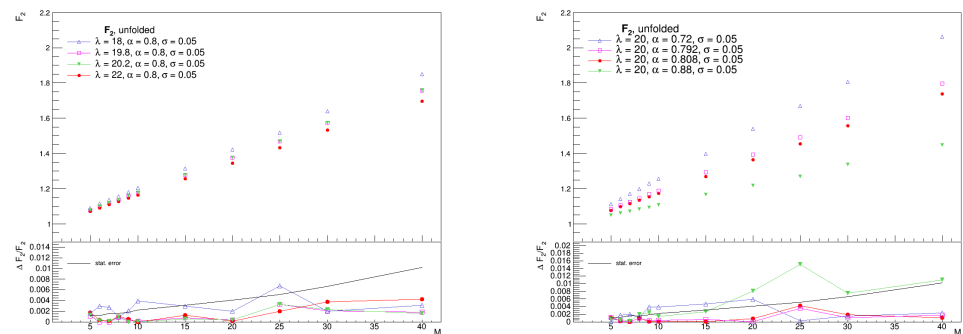 F₂
2.2
2
1.8
1.6
1.4
1.2
1
F₂, unfolded
λ = 18, α = 0.8, σ = 0.05
λ = 19.8, α = 0.8, σ = 0.05
λ = 20.2, α = 0.8, σ = 0.05
λ = 22, α = 0.8, σ = 0.05
Δ F₂/F₂
0.014
0.012
0.01
0.008
0.006
0.004
0.002
0
stat. error
5 10 15 20 25 30 35 40
M
F₂
2.2
2
1.8
1.6
1.4
1.2
1
F₂, unfolded
λ = 20, α = 0.72, σ = 0.05
λ = 20, α = 0.792, σ = 0.05
λ = 20, α = 0.808, σ = 0.05
λ = 20, α = 0.88, σ = 0.05
Δ F₂/F₂
0.02
0.018
0.016
0.014
0.012
0.01
0.008
0.006
0.004
0.002
0
stat. error
5 10 15 20 25 30 35 40
M